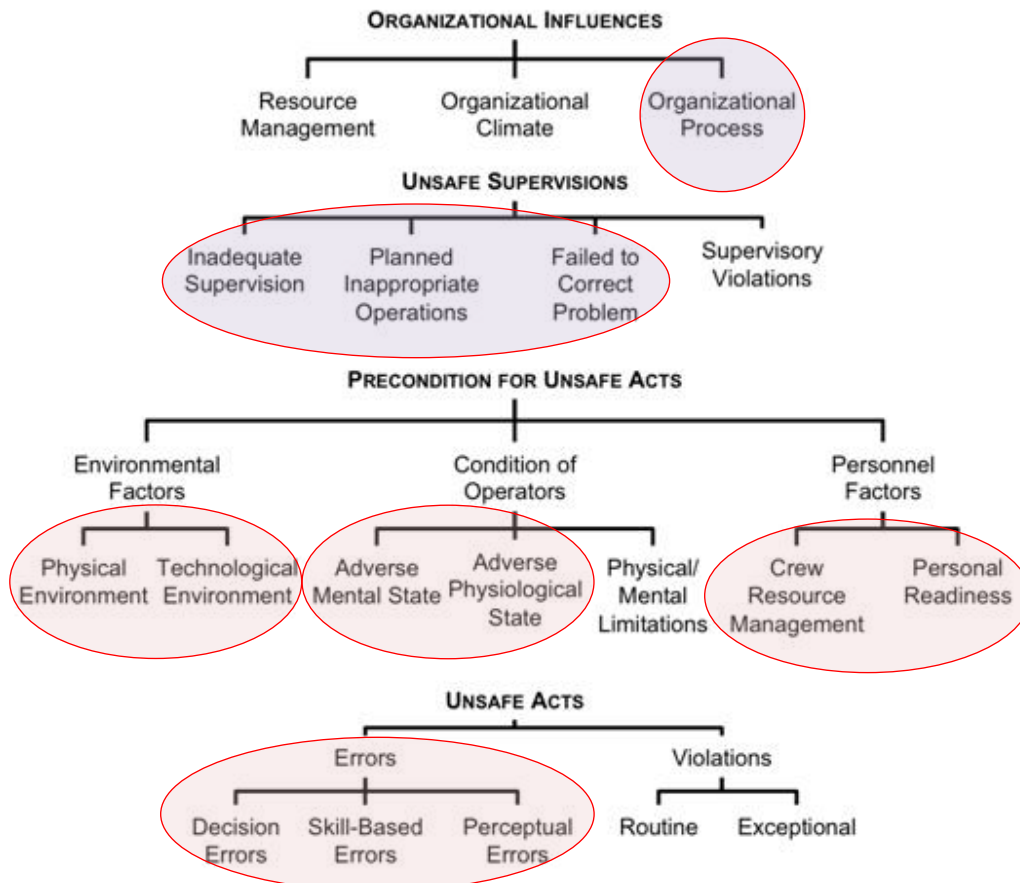 ORGANIZATIONAL INFLUENCES
Resource
Management
Organizational
Climate
Organizational
Process
UNSAFE SUPERVISIONS
Inadequate
Supervision
Planned
Inappropriate
Operations
Failed to
Correct
Problem
Supervisory
Violations
PRECONDITION FOR UNSAFE ACTS
Environmental
Factors
Condition of
Operators
Personnel
Factors
Physical
Environment
Technological
Environment
Adverse
Mental State
Adverse
Physiological
State
Physical/
Mental
Limitations
Crew
Resource
Management
Personal
Readiness
UNSAFE ACTS
Errors
Violations
Decision
Errors
Skill-Based
Errors
Perceptual
Errors
Routine
Exceptional